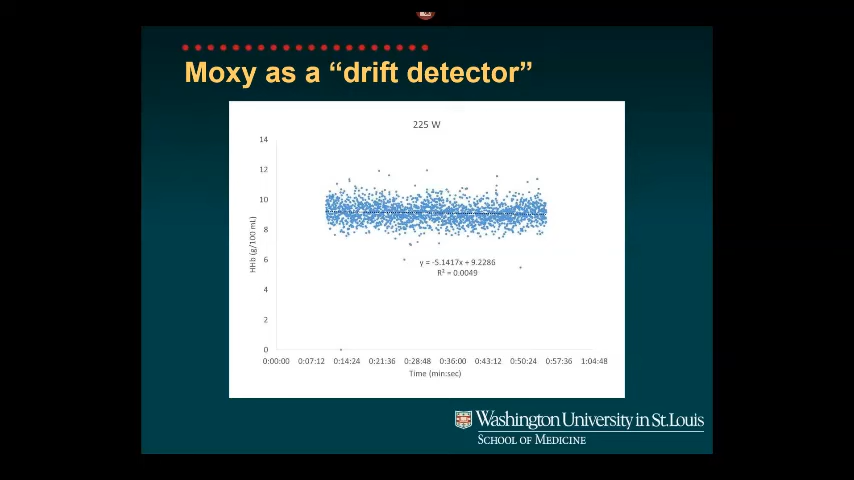 Moxy as a “drift detector”
225 W
14
12
10
8
6
4
2
0
HHb (g/100 mL)
y = -5.1417x + 9.2286
R² = 0.0049
0:00:00 0:07:12 0:14:24 0:21:36 0:28:48 0:36:00 0:43:12 0:50:24 0:57:36 1:04:48
Time (min:sec)
Washington University in St. Louis
SCHOOL OF MEDICINE